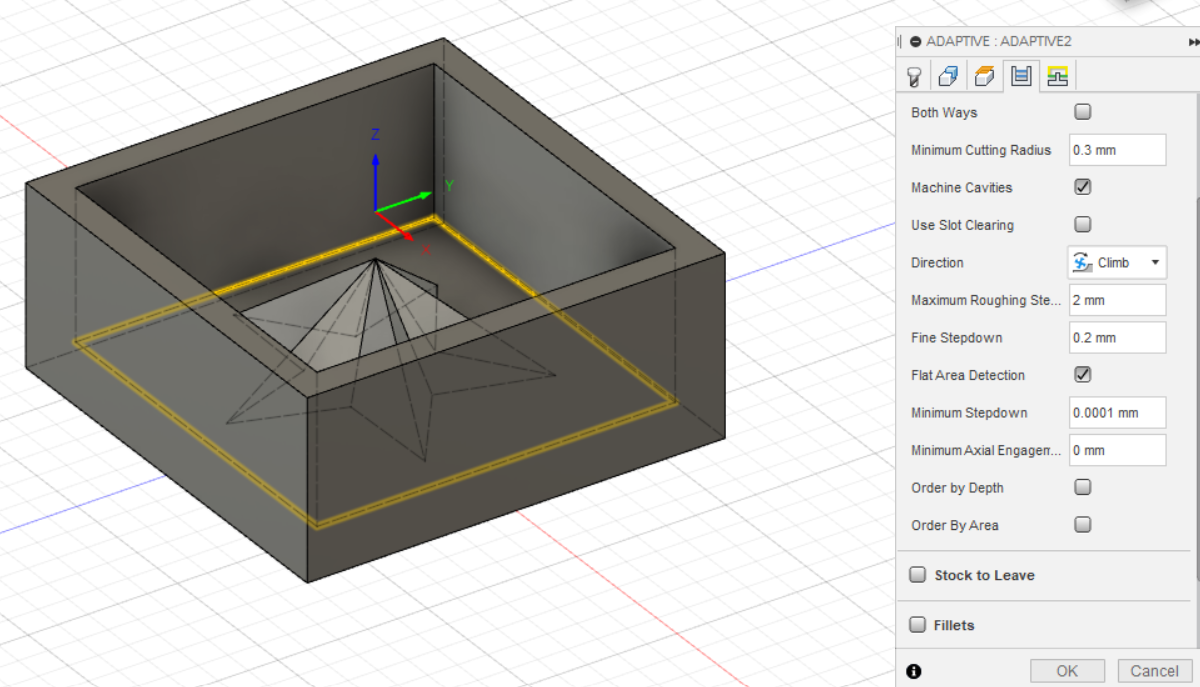 ADAPTIVE : ADAPTIVE2
Both Ways
Minimum Cutting Radius 0.3 mm
Machine Cavities
Use Slot Clearing
Direction Climb
Maximum Roughing Ste... 2 mm
Fine Stepdown 0.2 mm
Flat Area Detection
Minimum Stepdown 0.0001 mm
Minimum Axial Engagem... 0 mm
Order by Depth
Order By Area
Stock to Leave
Fillets
OK Cancel
Z
Y
X